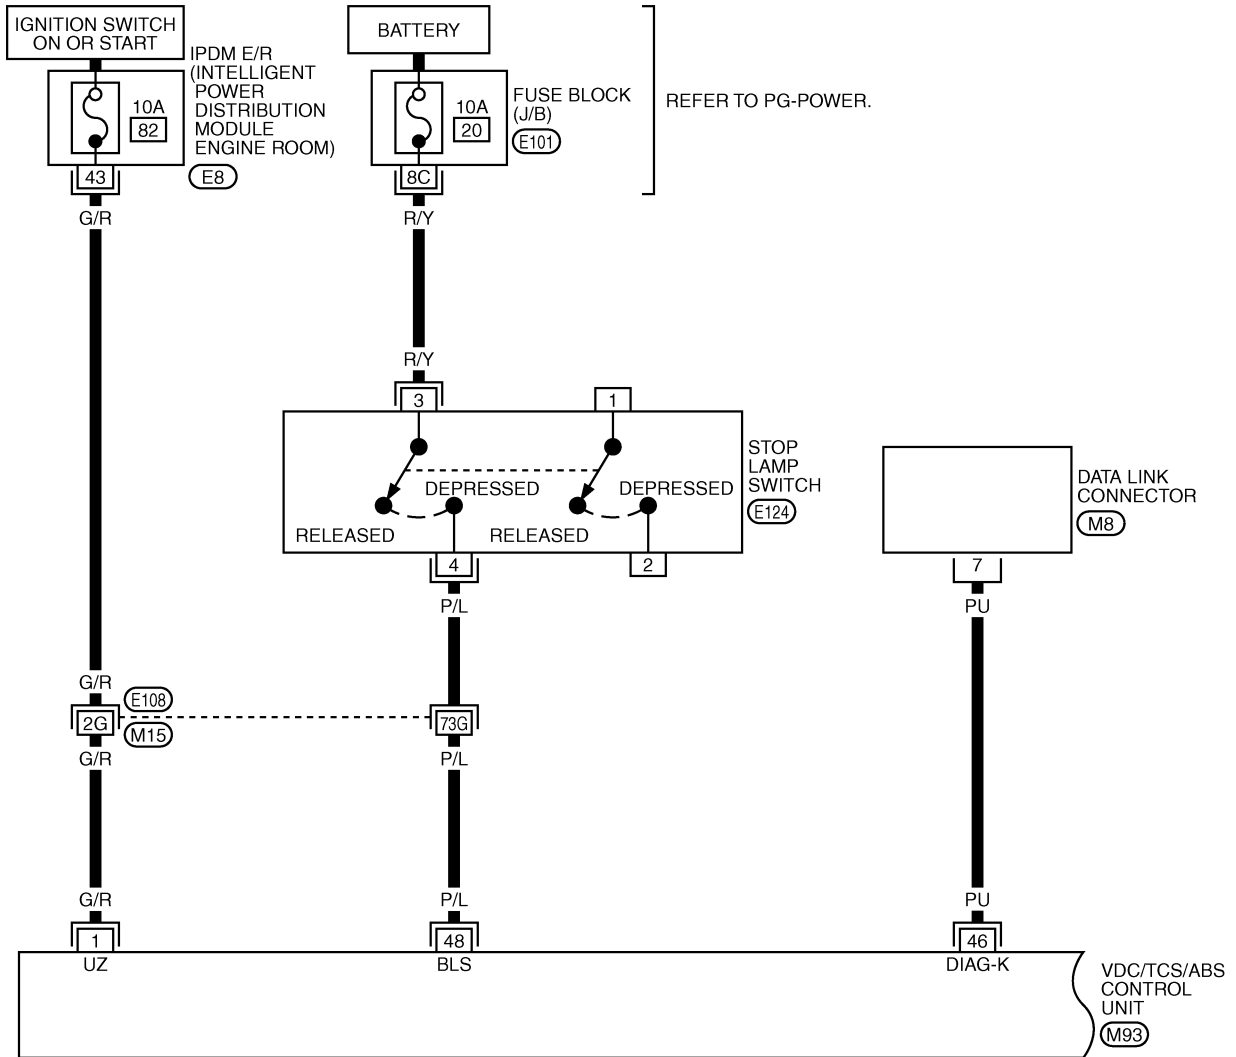 IGNITION SWITCH
ON OR START
BATTERY
IPDM E/R
(INTELLIGENT
POWER
DISTRIBUTION
MODULE
ENGINE ROOM)
E8
10A
82
43
10A
20
8C
FUSE BLOCK
(J/B)
E101
REFER TO PG-POWER.
G/R
R/Y
R/Y
3
1
DEPRESSED
DEPRESSED
RELEASED
RELEASED
STOP
LAMP
SWITCH
E124
DATA LINK
CONNECTOR
M8
4
2
7
P/L
PU
G/R
E108
2G
73G
M15
G/R
P/L
G/R
P/L
PU
1
48
46
UZ
BLS
DIAG-K
VDC/TCS/ABS
CONTROL
UNIT
M93